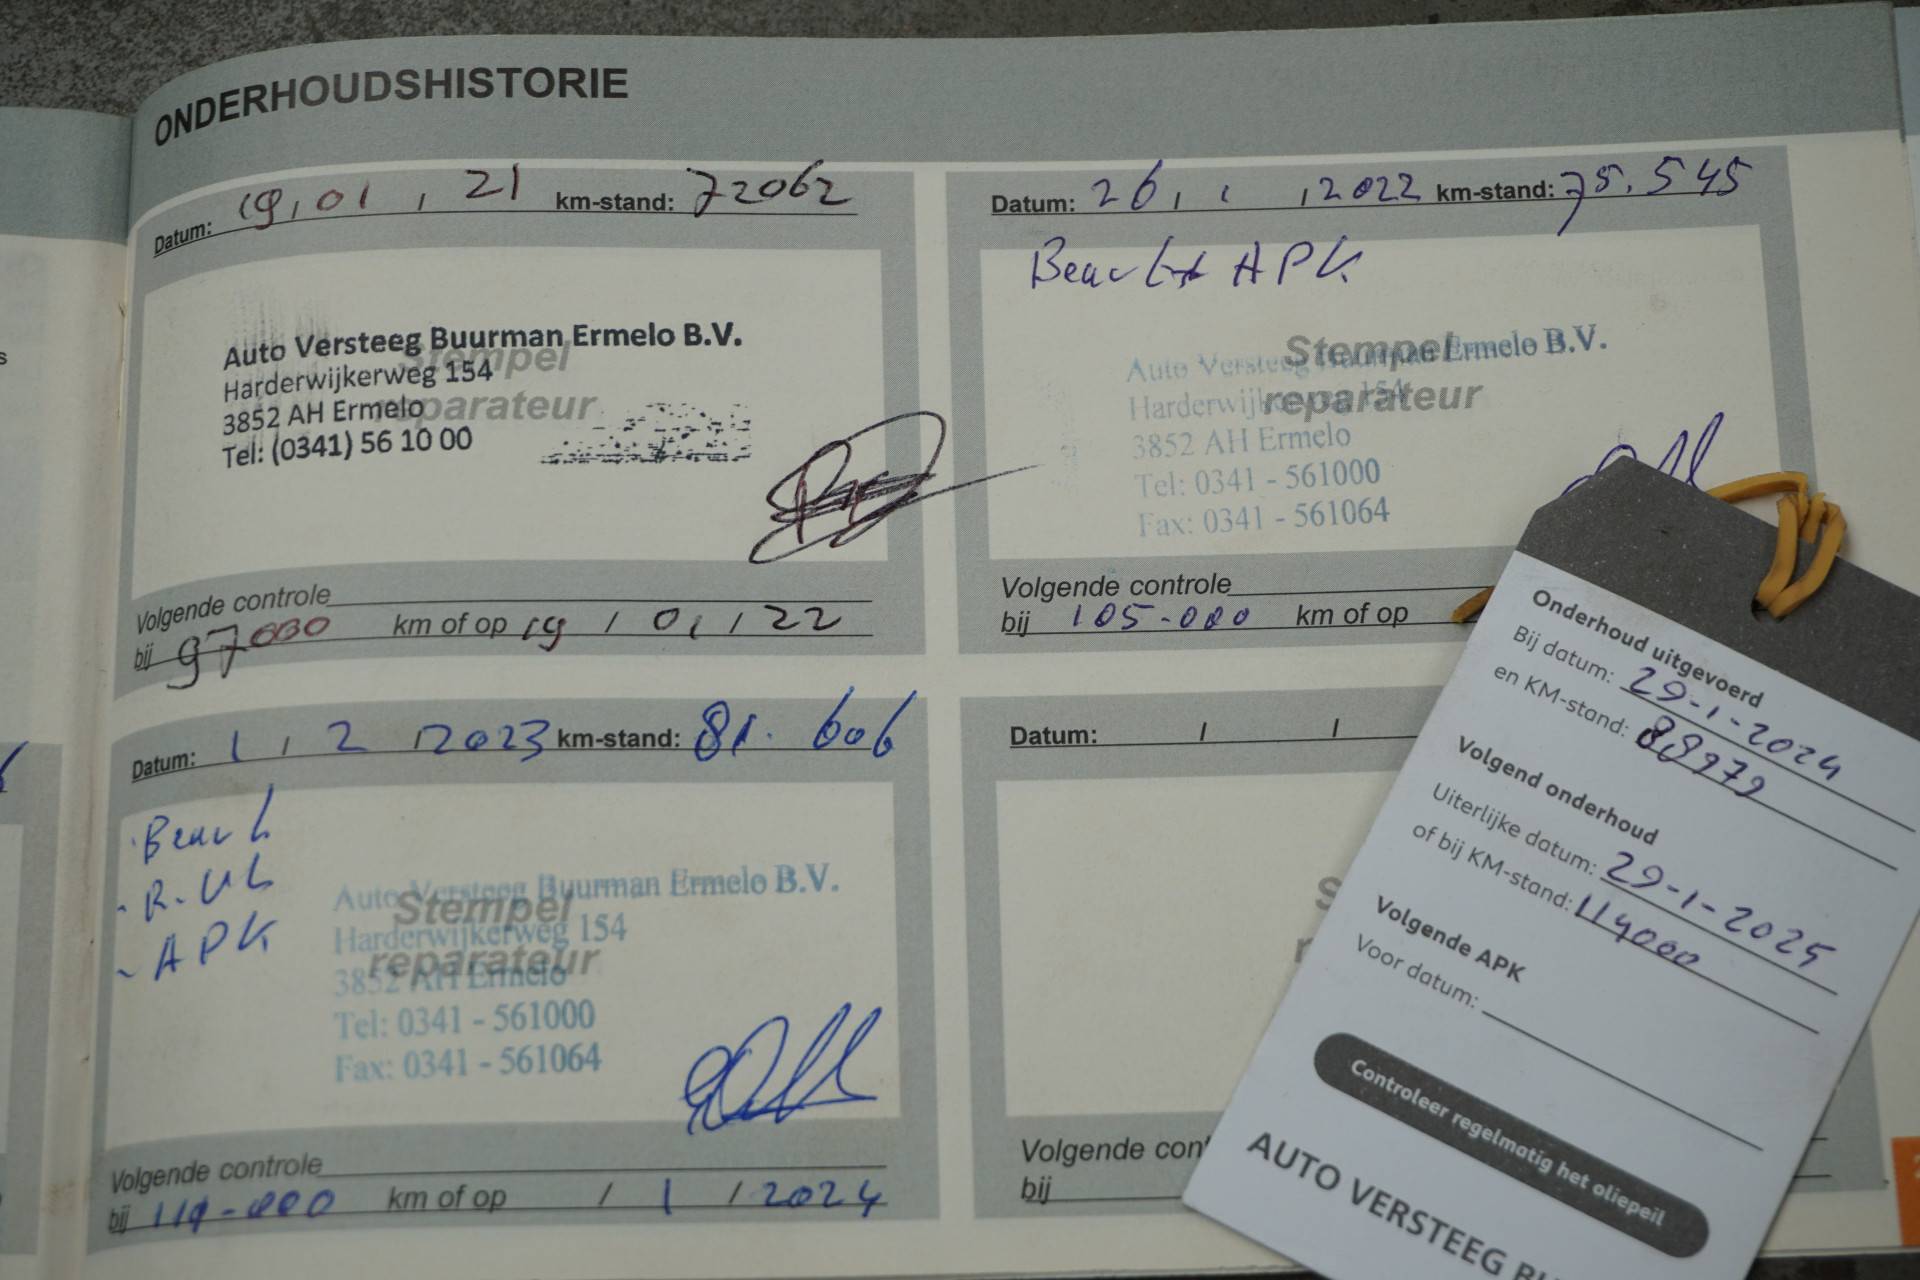 ONDERHOUDSHISTORIE
Datum: 19, 01 , 21 km-stand: 72062
Auto Versteeg Buurman Ermelo B.V.
Harderwijkerweg 154
3852 AH Ermelo
Tel: (0341) 56 10 00
Stempel
reparateur
Volgende controle
bij 97000 km of op 19 / 01 / 22
Datum: 26, 1 , 2022 km-stand: 75.545
Beurt APK
Auto Versteeg Buurman Ermelo B.V.
Harderwijkerweg 154
3852 AH Ermelo
Tel: 0341 - 561000
Fax: 0341 - 561064
Stempel
reparateur
Volgende controle
bij 105-000 km of op
Datum: 1 , 2 , 2023 km-stand: 81. 606
Beurt
APK
Auto Versteeg Buurman Ermelo B.V.
Harderwijkerweg 154
3852 AH Ermelo
Tel: 0341 - 561000
Fax: 0341 - 561064
Stempel
reparateur
Volgende controle
bij km of op / 1 / 2024
Datum: / /
Volgende
bij
Onderhoud uitgevoerd
Bij datum: 29-1-2024
en KM-stand: 88979
Volgend onderhoud
Uiterlijke datum: 29-1-2025
of bij KM-stand: 114000
Volgende APK
Voor datum:
Controleer regelmatig het oliepeil
AUTO VERSTEEG